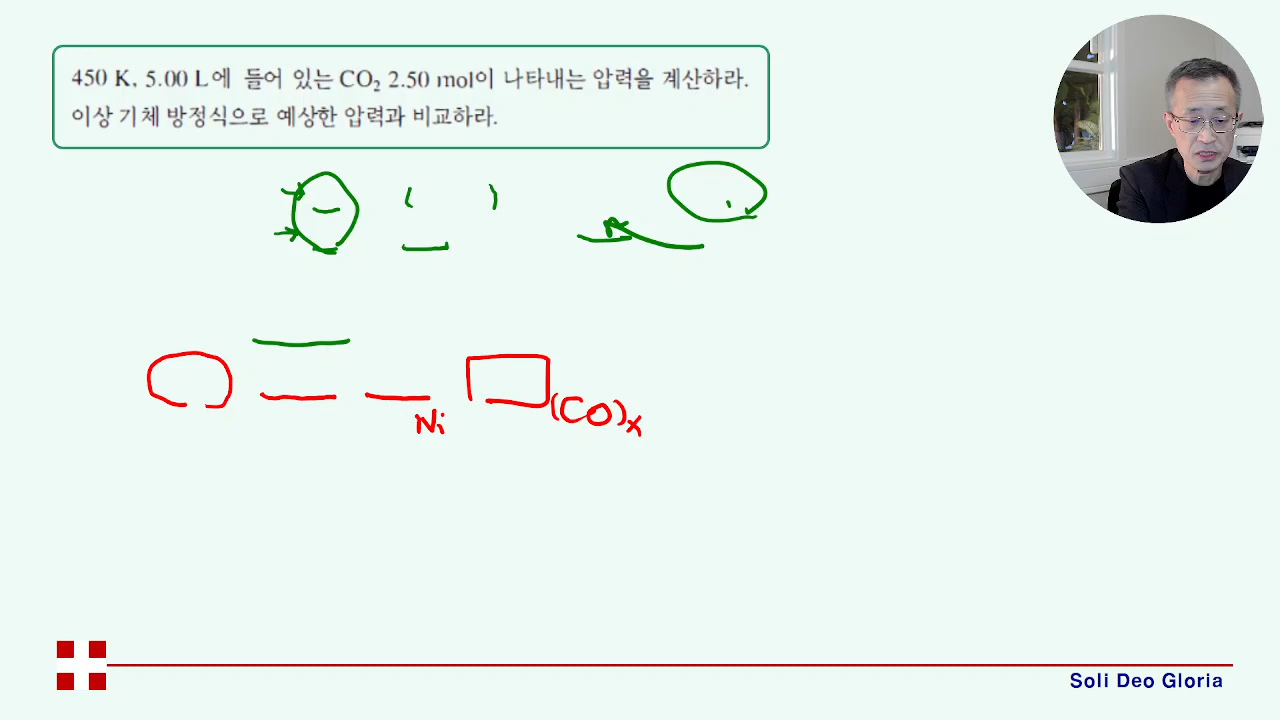 450 K, 5.00 L에 들어 있는 CO₂ 2.50 mol이 나타내는 압력을 계산하라.
이상 기체 방정식으로 예상한 압력과 비교하라.
Ni (CO)x
Soli Deo Gloria